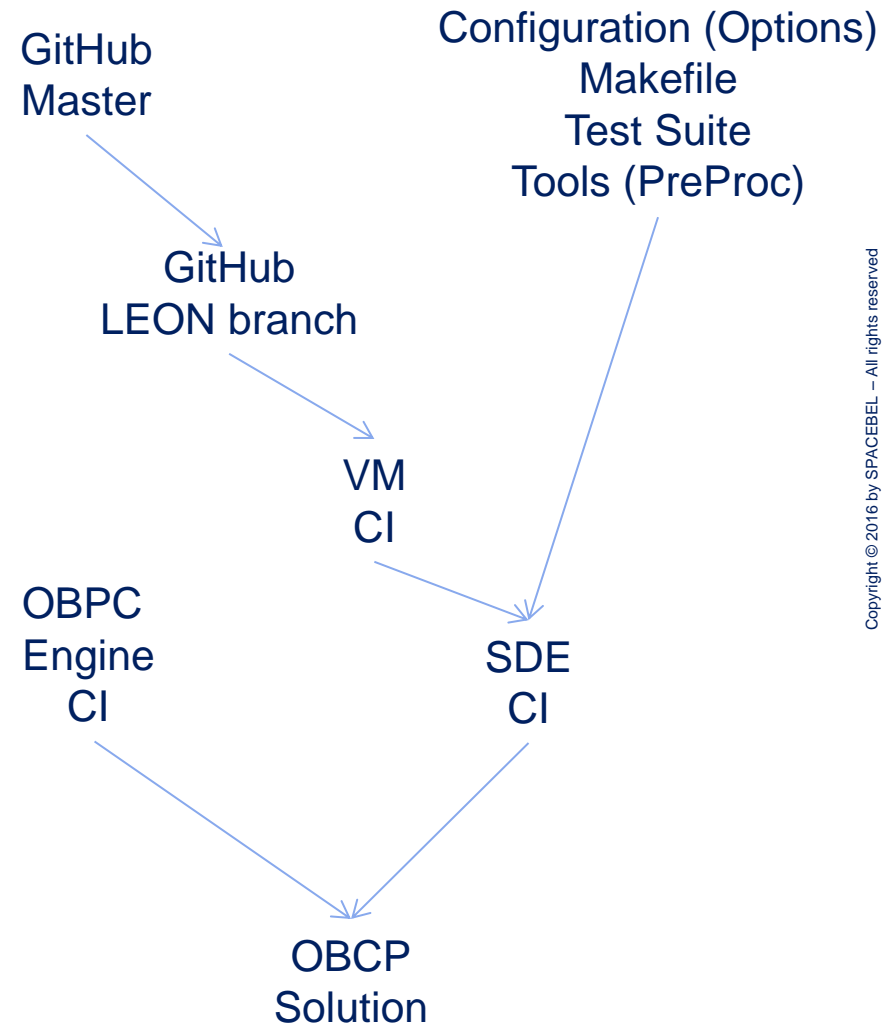 GitHub
Master
Configuration (Options)
Makefile
Test Suite
Tools (PreProc)
GitHub
LEON branch
VM
CI
OBPC
Engine
CI
SDE
CI
OBCP
Solution
Copyright © 2016 by SPACEBEL – All rights reserved